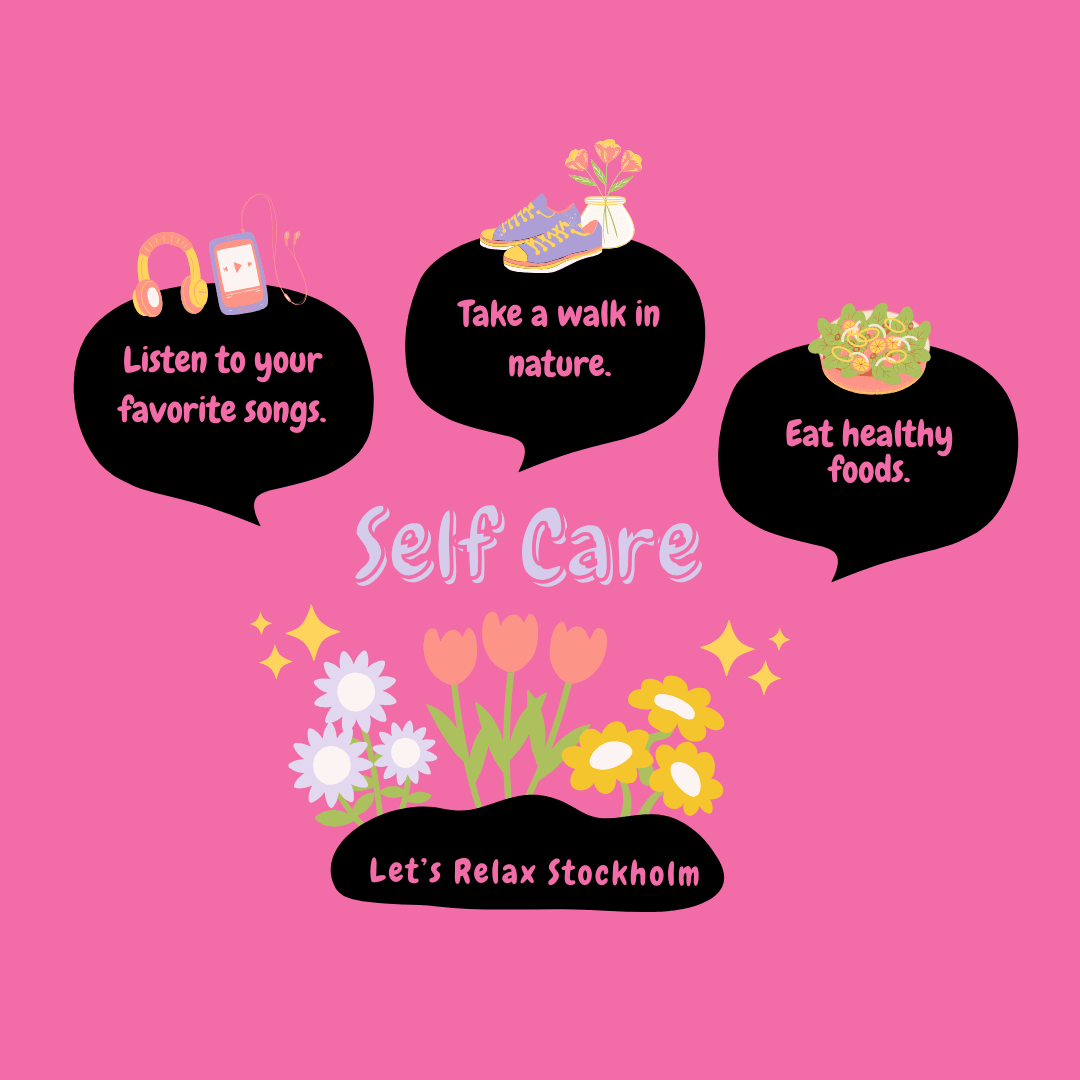 Listen to your
favorite songs.
Take a walk in
nature.
Eat healthy
foods.
Self Care
Let’s Relax Stockholm